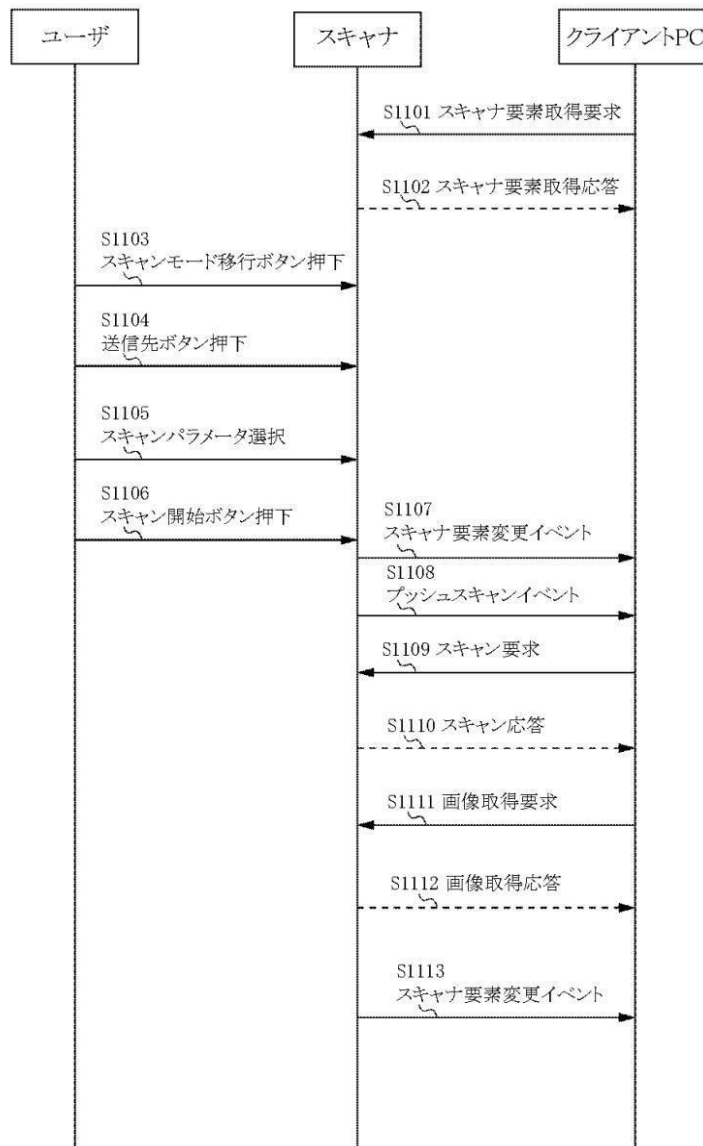 ユーザ
スキャナ
クライアントPC
S1101 スキャナ要素取得要求
S1102 スキャナ要素取得応答
S1103
スキャンモード移行ボタン押下
S1104
送信先ボタン押下
S1105
スキャンパラメータ選択
S1106
スキャン開始ボタン押下
S1107
スキャナ要素変更イベント
S1108
プッシュスキャンイベント
S1109 スキャン要求
S1110 スキャン応答
S1111 画像取得要求
S1112 画像取得応答
S1113
スキャナ要素変更イベント